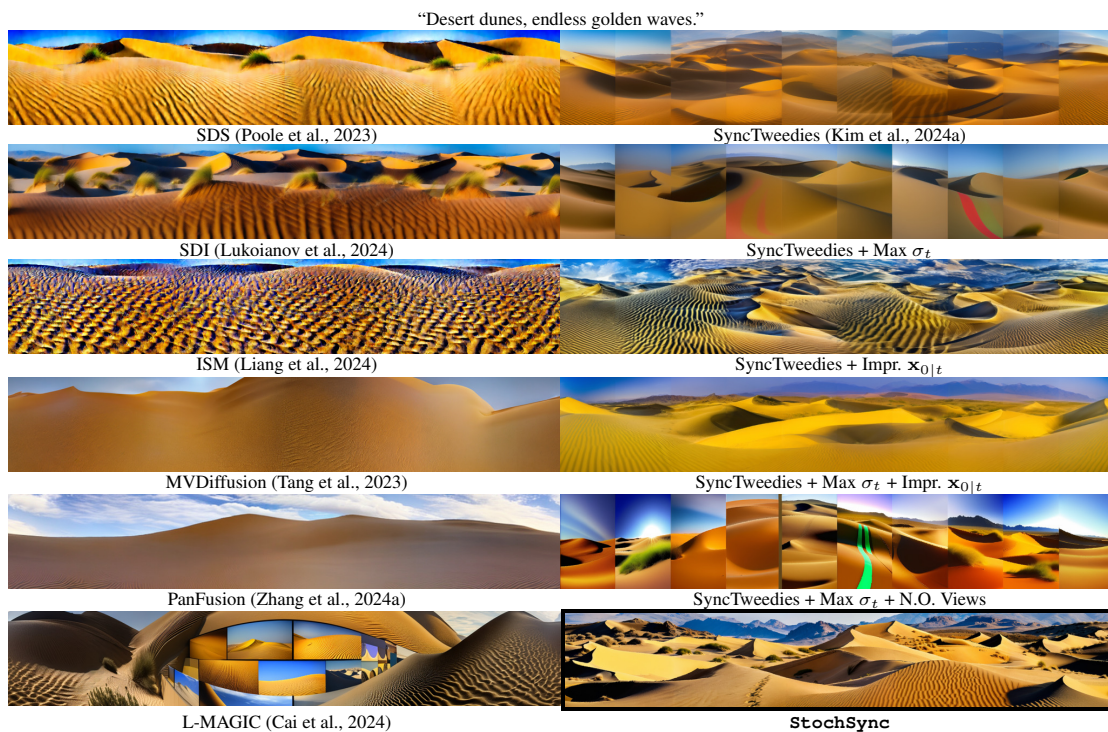 “Desert dunes, endless golden waves.”
SDS (Poole et al., 2023)
SyncTweedies (Kim et al., 2024a)
SDI (Lukoianov et al., 2024)
SyncTweedies + Max σₜ
ISM (Liang et al., 2024)
SyncTweedies + Impr. 𝐱₀|ₜ
MVDiffusion (Tang et al., 2023)
SyncTweedies + Max σₜ + Impr. 𝐱₀|ₜ
PanFusion (Zhang et al., 2024a)
SyncTweedies + Max σₜ + N.O. Views
L-MAGIC (Cai et al., 2024)
StochSync